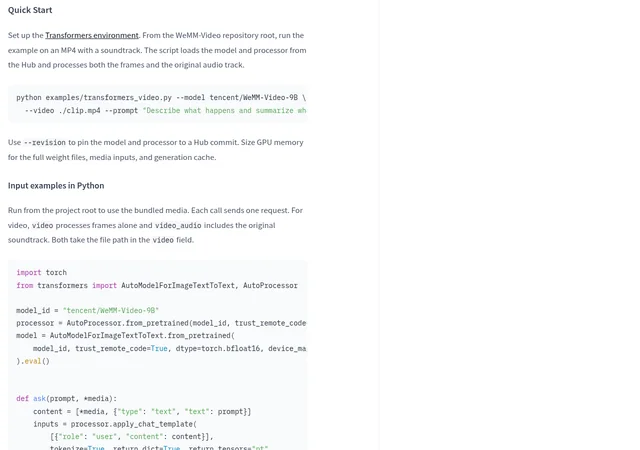 Quick Start
Set up the Transformers environment. From the WeMM-Video repository root, run the
example on an MP4 with a soundtrack. The script loads the model and processor from
the Hub and processes both the frames and the original audio track.
python examples/transformers_video.py --model tencent/WeMM-Video-9B \
--video ./clip.mp4 --prompt "Describe what happens and summarize wh
Use --revision to pin the model and processor to a Hub commit. Size GPU memory
for the full weight files, media inputs, and generation cache.
Input examples in Python
Run from the project root to use the bundled media. Each call sends one request. For
video, video processes frames alone and video_audio includes the original
soundtrack. Both take the file path in the video field.
import torch
from transformers import AutoModelForImageTextToText, AutoProcessor
model_id = "tencent/WeMM-Video-9B"
processor = AutoProcessor.from_pretrained(model_id, trust_remote_code
model = AutoModelForImageTextToText.from_pretrained(
model_id, trust_remote_code=True, dtype=torch.bfloat16, device_ma
).eval()
def ask(prompt, *media):
content = [*media, {"type": "text", "text": prompt}]
inputs = processor.apply_chat_template(
[{"role": "user", "content": content}],
tokenize=True, return_dict=True, return_tensors="pt",